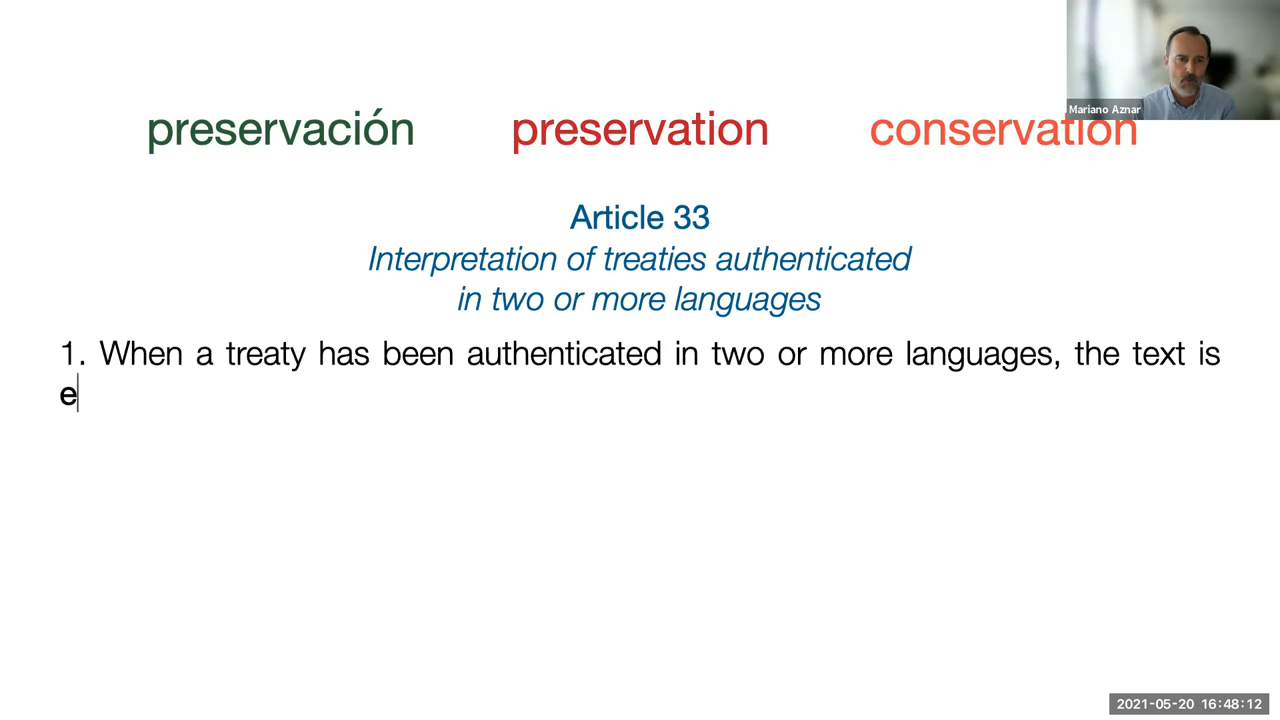 Mariano Aznar
preservación preservation conservation
Article 33
Interpretation of treaties authenticated
in two or more languages
1. When a treaty has been authenticated in two or more languages, the text is
e
2021-05-20 16:48:12